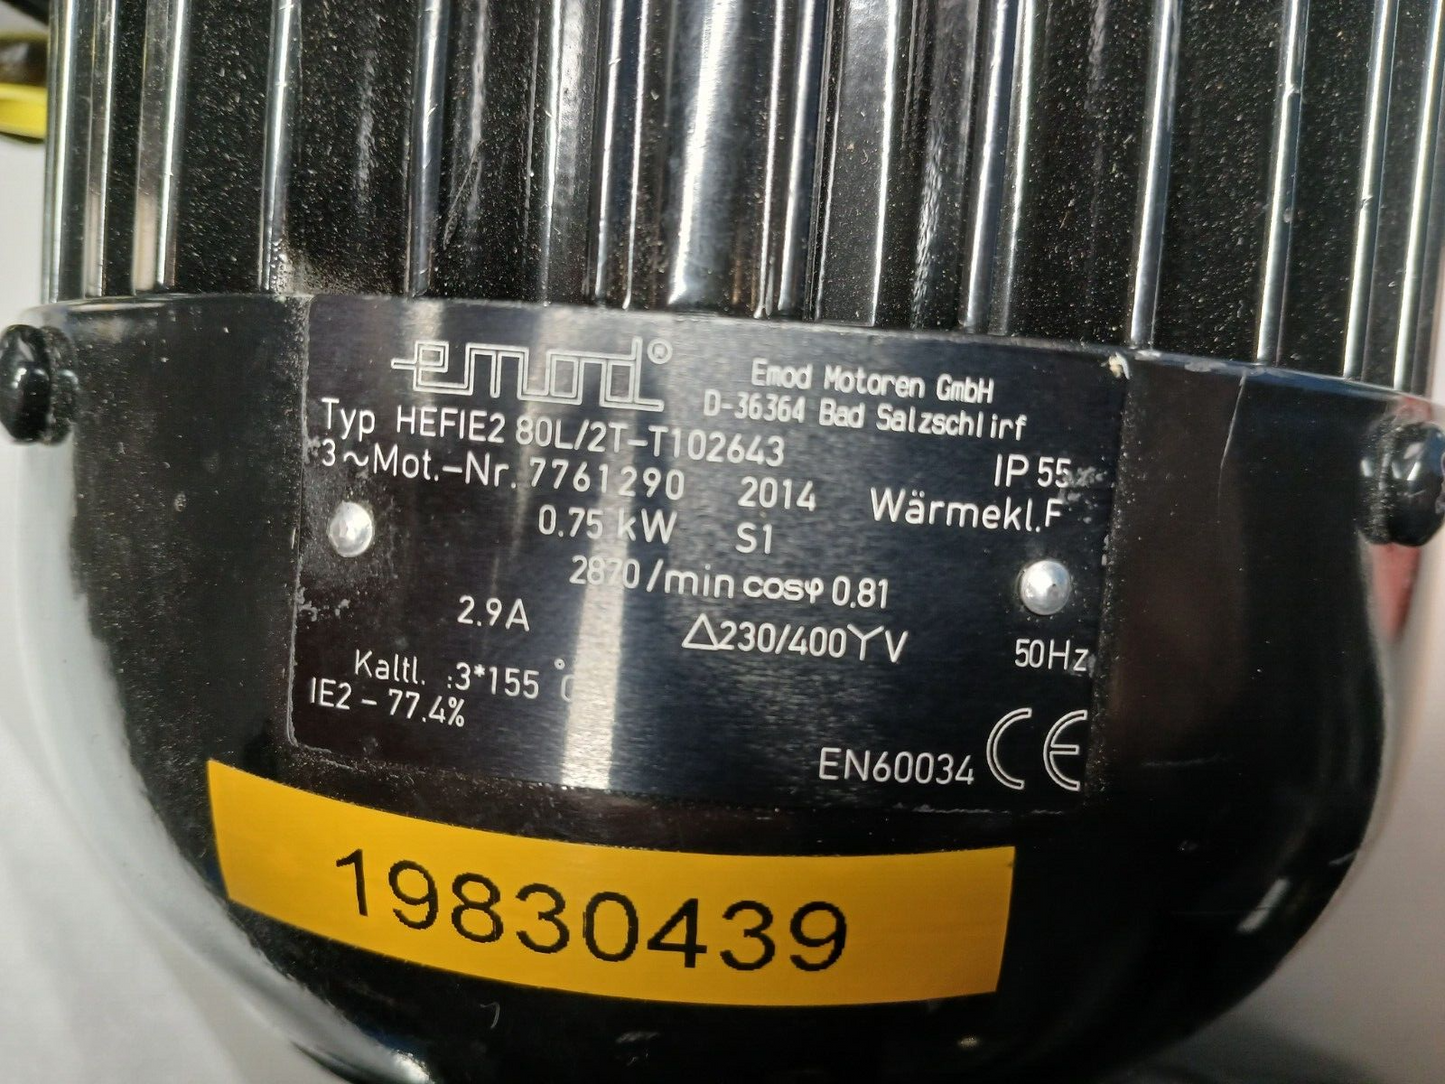 emod®
Emod Motoren GmbH
D-36364 Bad Salzschlirf
Typ HEFIE2 80L/2T-T102643
IP 55
3~Mot.-Nr. 7761290 2014 Wärmekl.F
0.75 kW S1
2870/min cosφ 0.81
2.9A △230/400Y V 50Hz
Kaltl. :3*155 °C
IE2 - 77.4%
EN60034 CE
19830439